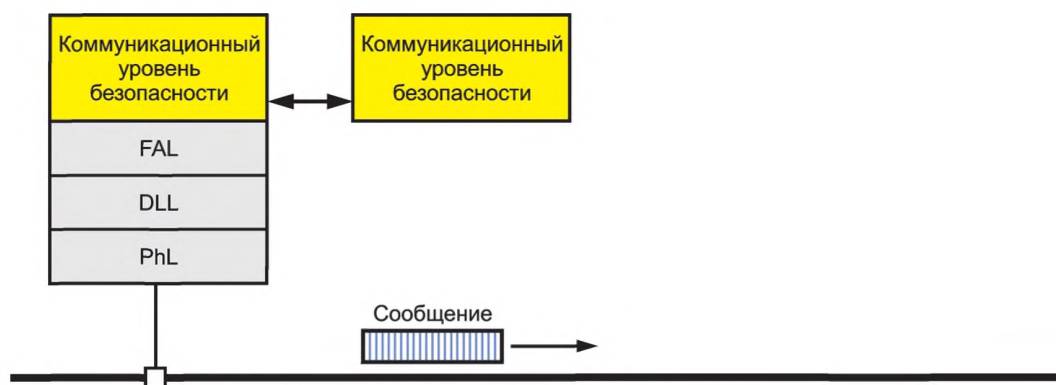 Коммуникационный
уровень
безопасности
Коммуникационный
уровень
безопасности
FAL
DLL
PhL
Сообщение